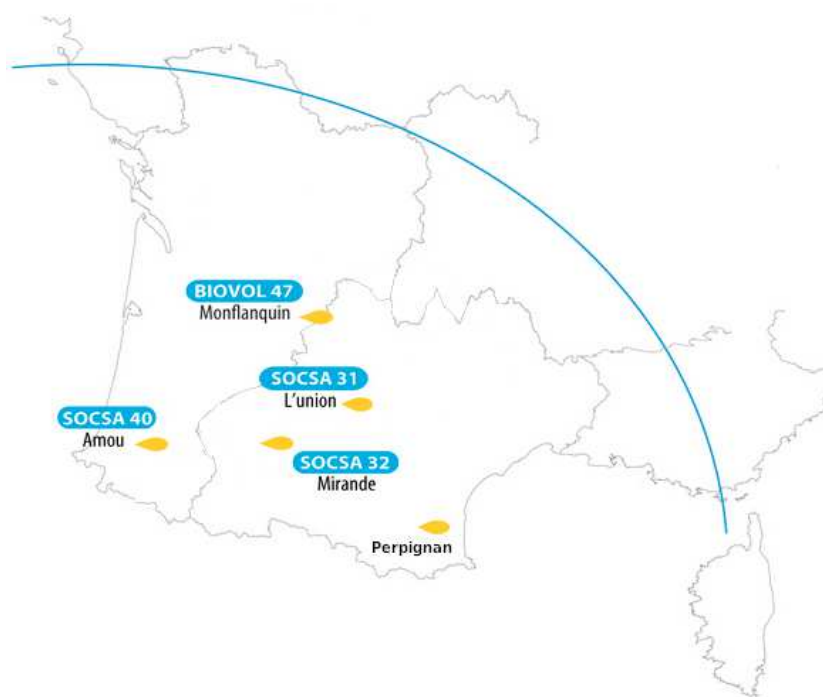 BIOVOL 47
Monflanquin
SOCSA 31
L'union
SOCSA 40
Amou
SOCSA 32
Mirande
Perpignan